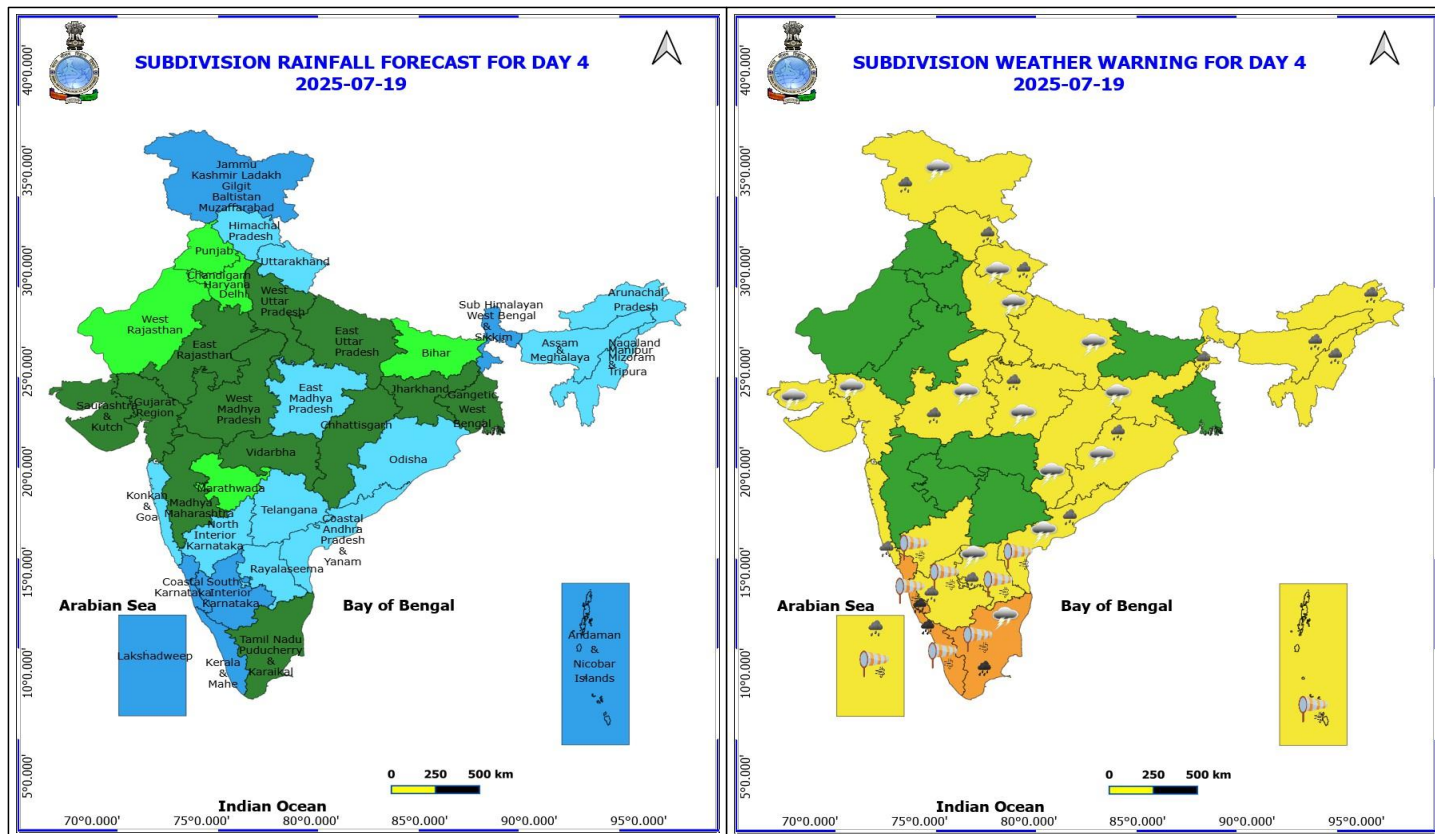 SUBDIVISION RAINFALL FORECAST FOR DAY 4
2025-07-19
40°0.000'
35°0.000'
30°0.000'
25°0.000'
20°0.000'
15°0.000'
10°0.000'
5°0.000'
Jammu
Kashmir Ladakh
Gilgit
Baltistan
Muzaffarabad
Himachal
Pradesh
Punjab
Uttarakhand
Chandigarh
Haryana
Delhi
West
Uttar
Pradesh
West
Rajasthan
East
Rajasthan
East
Uttar
Pradesh
Bihar
Sub Himalayan
West Bengal
&
Sikkim
Arunachal
Pradesh
Assam
&
Meghalaya
Nagaland
Manipur
Mizoram
&
Tripura
Saurashtra
&
Kutch
Gujarat
Region
West
Madhya
Pradesh
East
Madhya
Pradesh
Jharkhand
Gangetic
West
Bengal
Chhattisgarh
Vidarbha
Odisha
Marathwada
Konkan
&
Goa
Madhya
Maharashtra
North
Interior
Karnataka
Telangana
Coastal
Andhra
Pradesh
&
Yanam
Rayalaseema
Coastal
Karnataka
South
Interior
Karnataka
Arabian Sea
Bay of Bengal
Lakshadweep
Kerala
&
Mahe
Tamil Nadu
Puducherry
&
Karaikal
Andaman
&
Nicobar
Islands
0 250 500 km
Indian Ocean
70°0.000' 75°0.000' 80°0.000' 85°0.000' 90°0.000' 95°0.000'
SUBDIVISION WEATHER WARNING FOR DAY 4
2025-07-19
40°0.000'
35°0.000'
30°0.000'
25°0.000'
20°0.000'
15°0.000'
10°0.000'
5°0.000'
Arabian Sea
Bay of Bengal
0 250 500 km
Indian Ocean
70°0.000' 75°0.000' 80°0.000' 85°0.000' 90°0.000' 95°0.000'